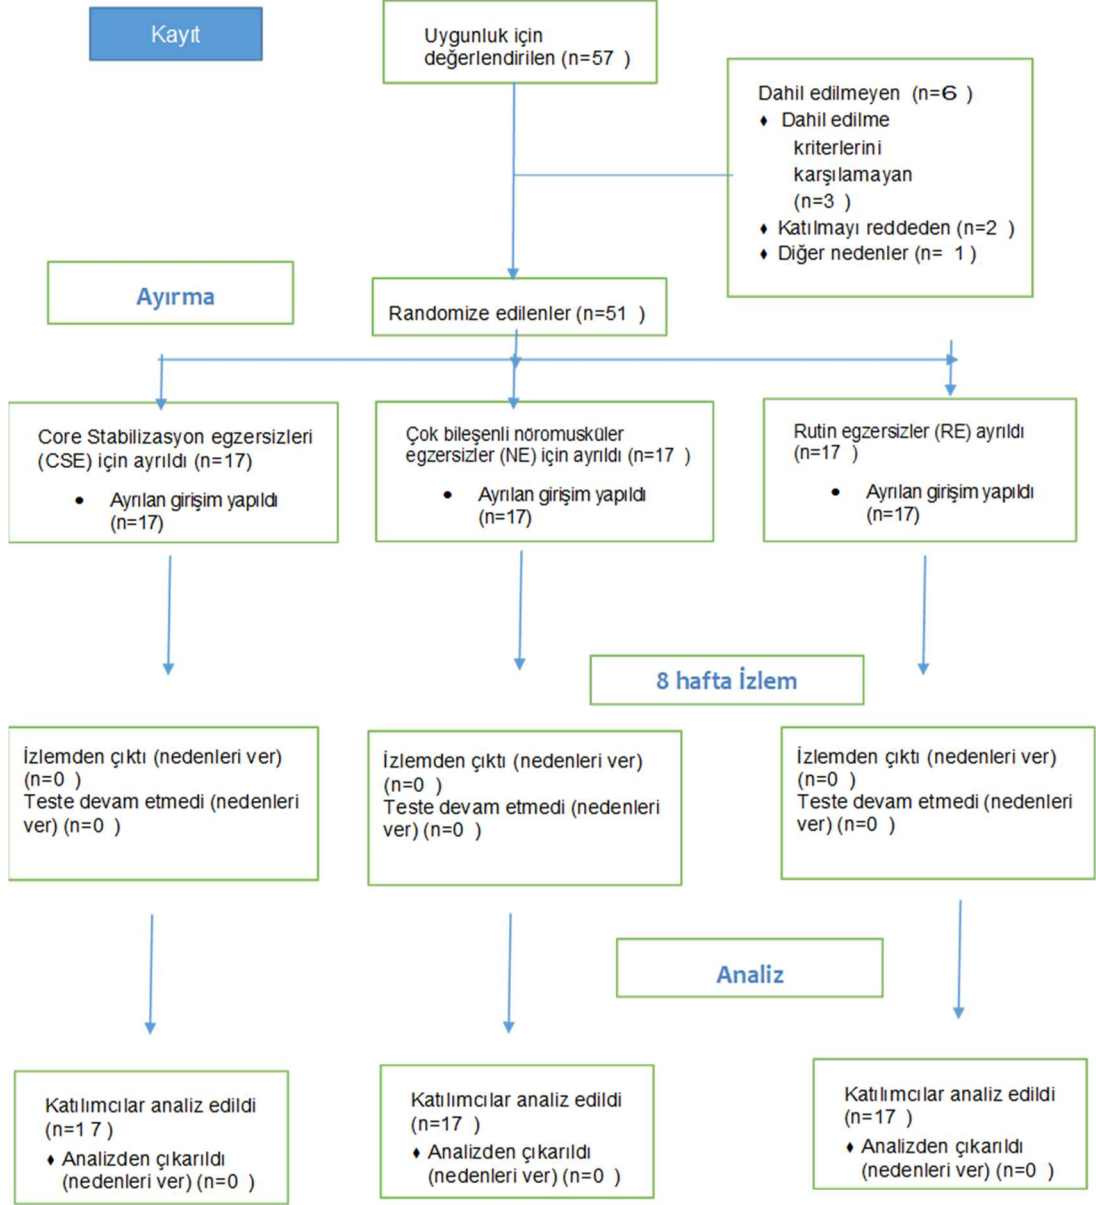 Kayıt
Uygunluk için
değerlendirilen (n=57 )
Dahil edilmeyen (n=6 )
♦ Dahil edilme
kriterlerini
karşılamayan
(n=3 )
♦ Katılmayı reddeden (n=2 )
♦ Diğer nedenler (n= 1 )
Ayırma
Randomize edilenler (n=51 )
Core Stabilizasyon egzersizleri
(CSE) için ayrıldı (n=17)
• Ayrılan girişim yapıldı
(n=17)
Çok bileşenli nöromusküler
egzersizler (NE) için ayrıldı (n=17 )
• Ayrılan girişim yapıldı
(n=17)
Rutin egzersizler (RE) ayrıldı
(n=17 )
• Ayrılan girişim yapıldı
(n=17)
8 hafta İzlem
İzlemden çıktı (nedenleri ver)
(n=0 )
Teste devam etmedi (nedenleri
ver) (n=0 )
İzlemden çıktı (nedenleri ver)
(n=0 )
Teste devam etmedi (nedenleri
ver) (n=0 )
İzlemden çıktı (nedenleri ver)
(n=0 )
Teste devam etmedi (nedenleri
ver) (n=0 )
Analiz
Katılımcılar analiz edildi
(n=1 7 )
♦ Analizden çıkarıldı
(nedenleri ver) (n=0 )
Katılımcılar analiz edildi
(n=17 )
♦ Analizden çıkarıldı
(nedenleri ver) (n=0 )
Katılımcılar analiz edildi
(n=17 )
♦ Analizden çıkarıldı
(nedenleri ver) (n=0 )